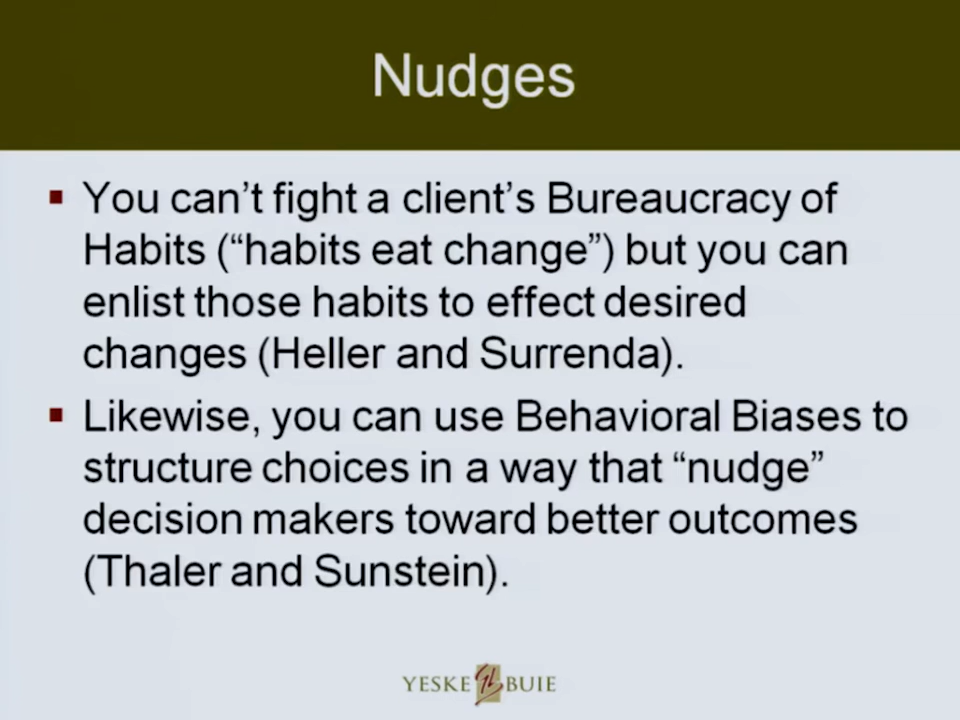 Nudges
▪ You can’t fight a client’s Bureaucracy of
Habits (“habits eat change”) but you can
enlist those habits to effect desired
changes (Heller and Surrenda).
▪ Likewise, you can use Behavioral Biases to
structure choices in a way that “nudge”
decision makers toward better outcomes
(Thaler and Sunstein).
YESKE BUIE